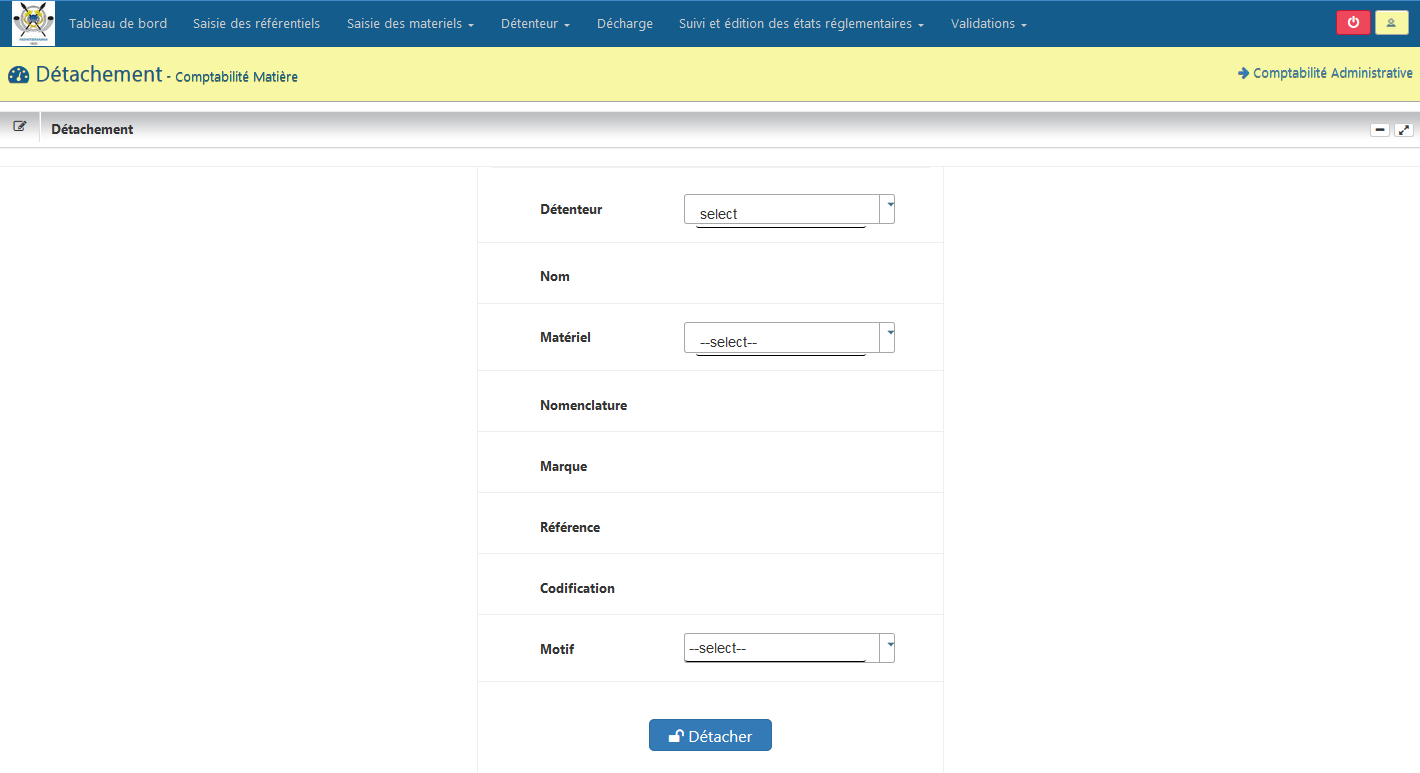 Tableau de bord Saisie des référentiels Saisie des materiels Détenteur Décharge Suivi et édition des états réglementaires Validations
Détachement - Comptabilité Matière
Comptabilité Administrative
Détachement
Détenteur select
Nom
Matériel --select--
Nomenclature
Marque
Référence
Codification
Motif --select--
Détacher